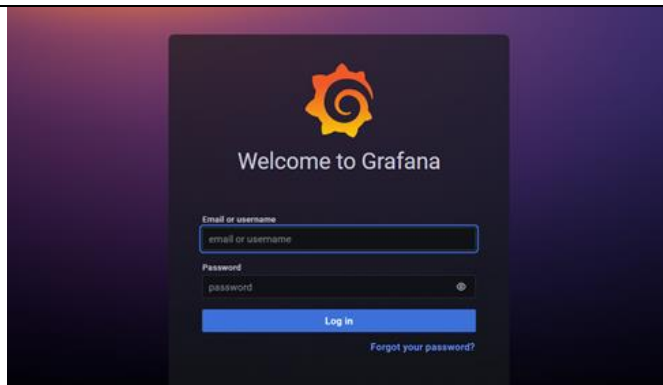 Welcome to Grafana
Email or username
email or username
Password
password
Log in
Forgot your password?